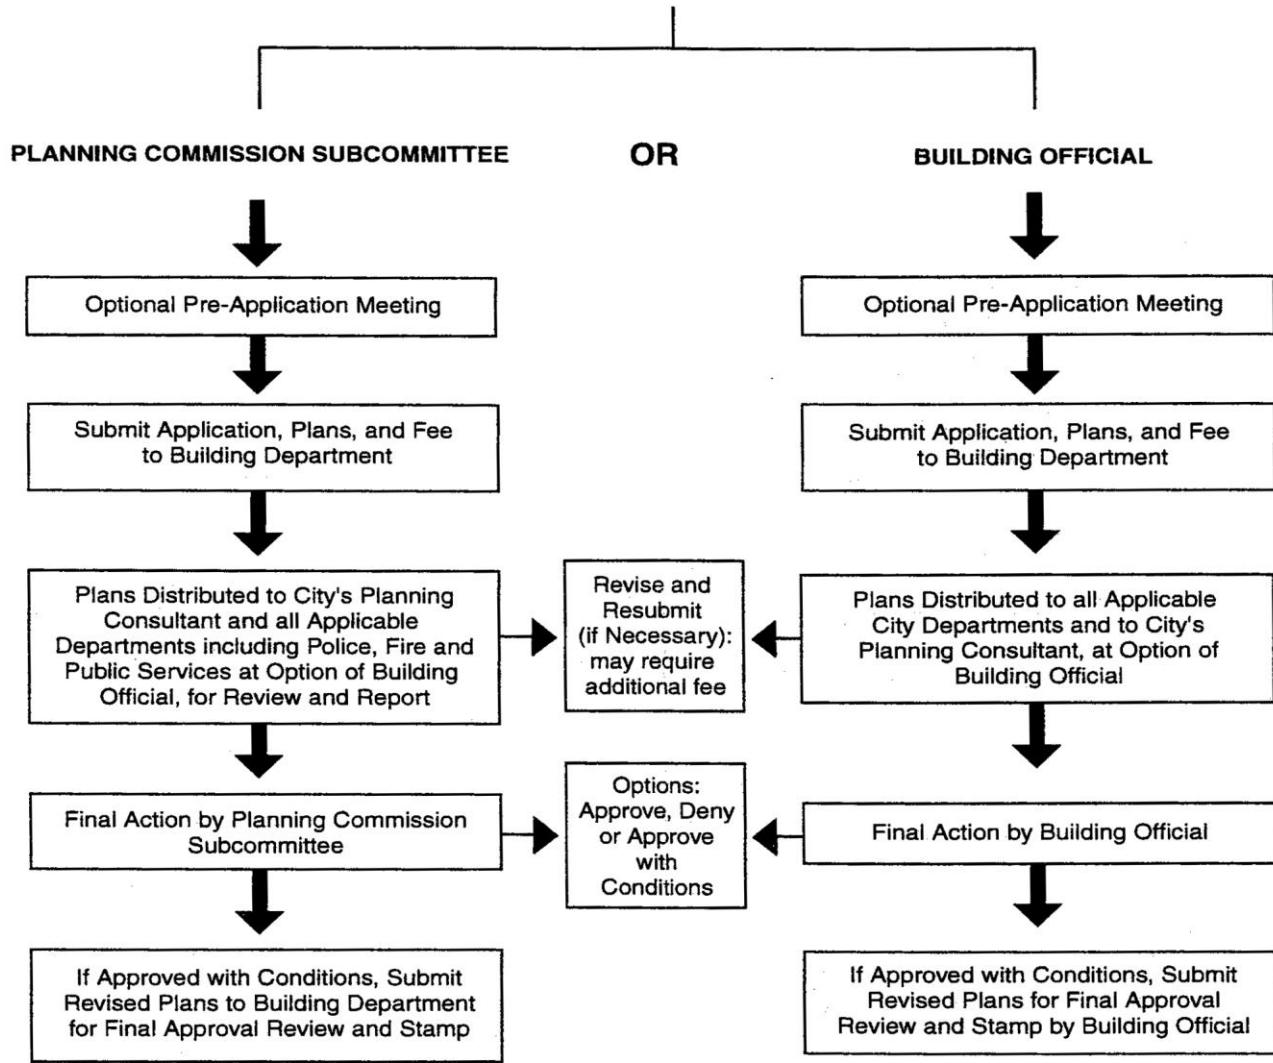 PLANNING COMMISSION SUBCOMMITTEE
OR
BUILDING OFFICIAL
Optional Pre-Application Meeting
Optional Pre-Application Meeting
Submit Application, Plans, and Fee
to Building Department
Submit Application, Plans, and Fee
to Building Department
Plans Distributed to City's Planning
Consultant and all Applicable
Departments including Police, Fire and
Public Services at Option of Building
Official, for Review and Report
Revise and
Resubmit
(if Necessary):
may require
additional fee
Plans Distributed to all Applicable
City Departments and to City's
Planning Consultant, at Option of
Building Official
Final Action by Planning Commission
Subcommittee
Options:
Approve, Deny
or Approve
with
Conditions
Final Action by Building Official
If Approved with Conditions, Submit
Revised Plans to Building Department
for Final Approval Review and Stamp
If Approved with Conditions, Submit
Revised Plans for Final Approval
Review and Stamp by Building Official